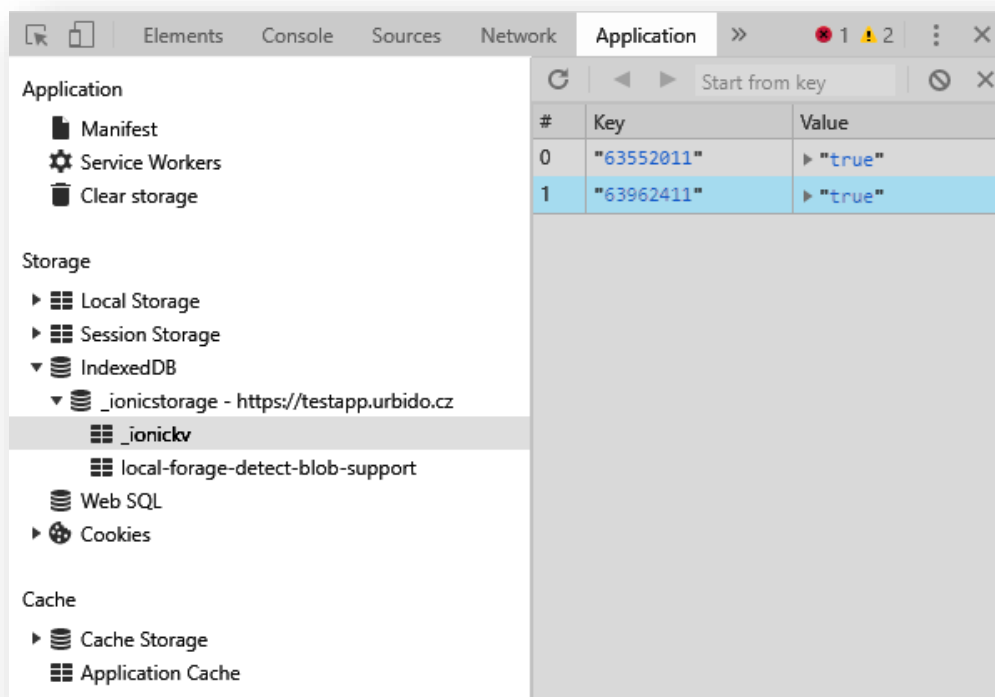 Elements Console Sources Network Application » 1 2
Application
Manifest
Service Workers
Clear storage
Storage
Local Storage
Session Storage
IndexedDB
_ionicstorage - https://testapp.urbido.cz
_ionickv
local-forage-detect-blob-support
Web SQL
Cookies
Cache
Cache Storage
Application Cache
Start from key
# Key Value
0 "63552011" "true"
1 "63962411" "true"